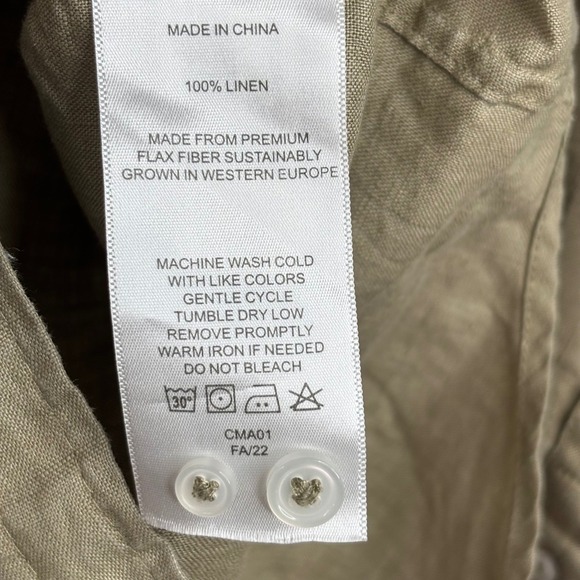 MADE IN CHINA
100% LINEN
MADE FROM PREMIUM
FLAX FIBER SUSTAINABLY
GROWN IN WESTERN EUROPE
MACHINE WASH COLD
WITH LIKE COLORS
GENTLE CYCLE
TUMBLE DRY LOW
REMOVE PROMPTLY
WARM IRON IF NEEDED
DO NOT BLEACH
30°
CMA01
FA/22